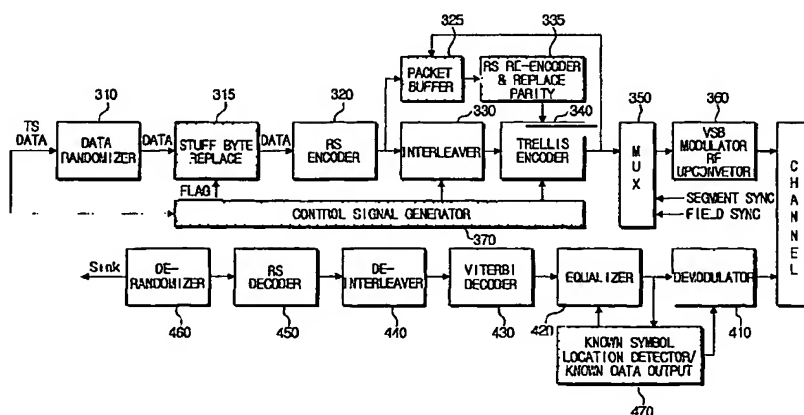 325
335
PACKET
BUFFER
RS RE-ENCODER
& REPLACE
PARITY
310
315
320
330
340
350
360
TS
DATA
DATA
RANDOMIZER
DATA
STUFF BYTE
REPLACE
DATA
RS
ENCODER
INTERLEAVER
TRELLIS
ENCODER
MUX
VSB
MODULATOR
RF
UPCONVETOR
CHANNEL
FLAG
CONTROL SIGNAL GENERATOR
370
SEGMENT SYNC
FIELD SYNC
Sink
DE-
RANDOMIZER
RS
DECODER
DE-
INTERLEAVER
VITERBI
DECODER
EQUALIZER
DEMODULATOR
460
450
440
430
420
410
KNOWN SYMBOL
LOCATION DETECTOR/
KNOWN DATA OUTPUT
470